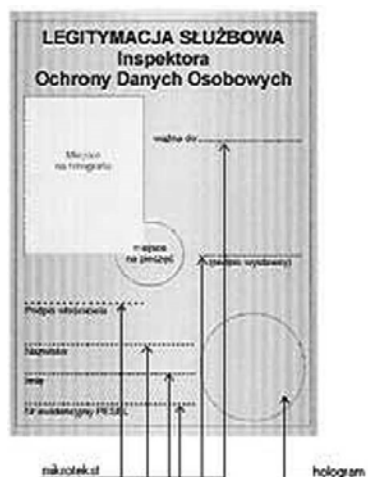 LEGITYMACJA SŁUŻBOWA
Inspektora
Ochrony Danych Osobowych
ważna do:
Miejsce
na fotografię
miejsce
na pieczęć
(podpis wystawcy)
Podpis właściciela
Nazwisko
Imię
Nr ewidencyjny PESEL
mikrotekst
hologram